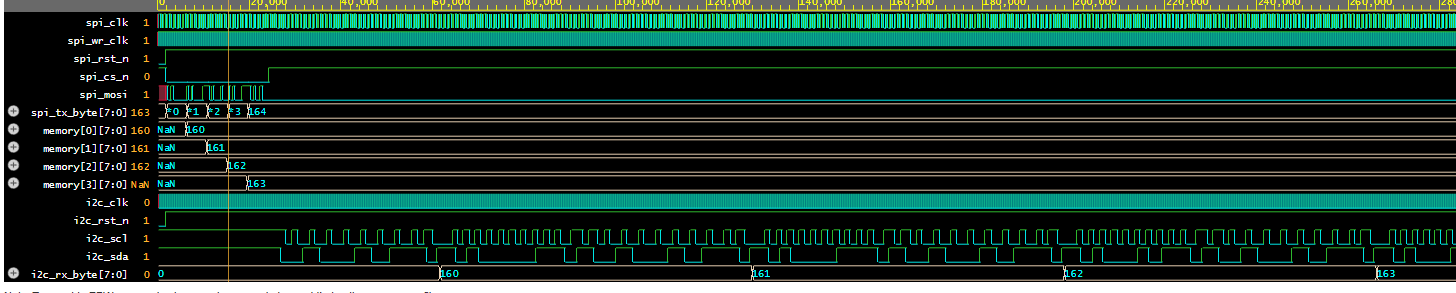 0 20,000 40,000 60,000 80,000 100,000 120,000 140,000 160,000 180,000 200,000 220,000 240,000 260,000 280
spi_clk 1
spi_wr_clk 1
spi_rst_n 1
spi_cs_n 0
spi_mosi 1
spi_tx_byte[7:0] 163 *0 *1 *2 *3 164
memory[0][7:0] 160 NaN 160
memory[1][7:0] 161 NaN 161
memory[2][7:0] 162 NaN 162
memory[3][7:0] NaN NaN 163
i2c_clk 0
i2c_rst_n 1
i2c_scl 1
i2c_sda 1
i2c_rx_byte[7:0] 0 0 160 161 162 163